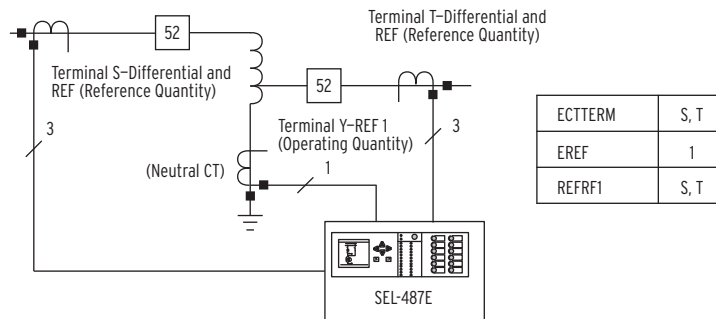 Terminal T–Differential and
REF (Reference Quantity)
52
Terminal S–Differential and
REF (Reference Quantity)
52
3
Terminal Y–REF 1
(Operating Quantity)
3
(Neutral CT)
1
ECTTERM S, T
EREF 1
REFRF1 S, T
SEL-487E